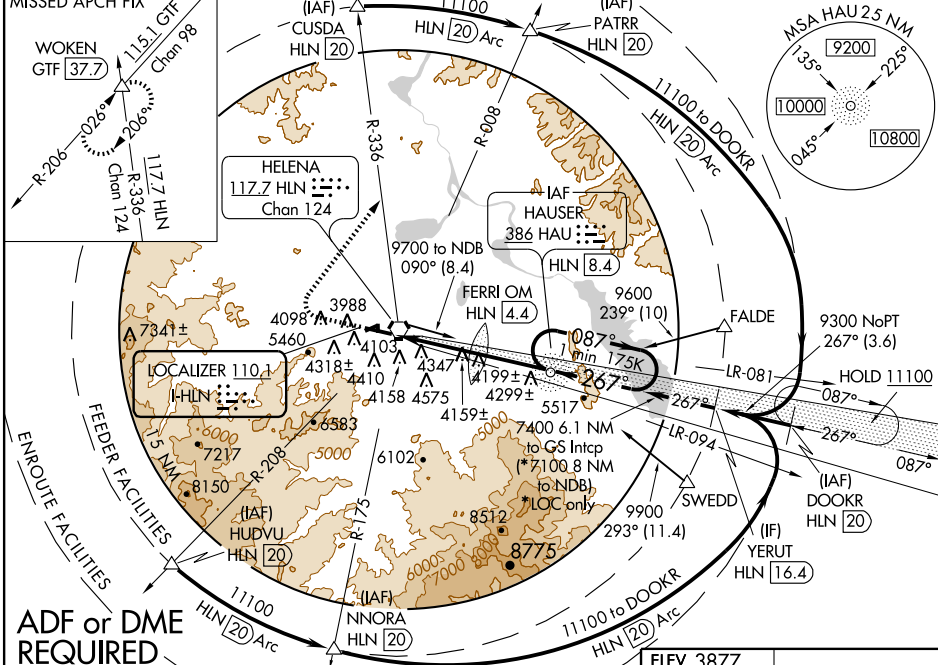 MISSED APCH FIX
WOKEN
GTF 37.7
115.1 GTF
Chan 98
026°
206°
R-206
R-336
117.7 HLN
Chan 124
(IAF)
CUSDA
HLN 20
11100
HLN 20 Arc
(IAF)
PATRR
HLN 20
11100 to DOOKR
HLN 20 Arc
MSA HAU 25 NM
135°
9200
225°
10000
045°
10800
R-336
R-008
HELENA
117.7 HLN
Chan 124
IAF
HAUSER
386 HAU
HLN 8.4
9700 to NDB
090° (8.4)
FERRI OM
HLN 4.4
9600
239° (10)
FALDE
9300 NoPT
267° (3.6)
087°
min 175K
267°
LR-081
087°
HOLD 11100
267°
267°
087°
LR-094
7341±
4098
3988
5460
4318±
4103
4410
4158
4347
4575
4159±
4199±
4299±
5517
LOCALIZER 110.1
I-HLN
6583
6000
5000
7217
15 NM
8150
R-208
R-175
6102
5000
7400 6.1 NM
to GS Intcp
(*7100 8 NM
to NDB)
*LOC only
SWEDD
(IAF)
DOOKR
HLN 20
8512
9900
293° (11.4)
(IF)
YERUT
HLN 16.4
6000
7000
8775
FEEDER FACILITIES
ENROUTE FACILITIES
(IAF)
HUDVU
HLN 20
11100
HLN 20 Arc
(IAF)
NNORA
HLN 20
11100 to DOOKR
HLN 20 Arc
ADF or DME
REQUIRED
ELEV 3877